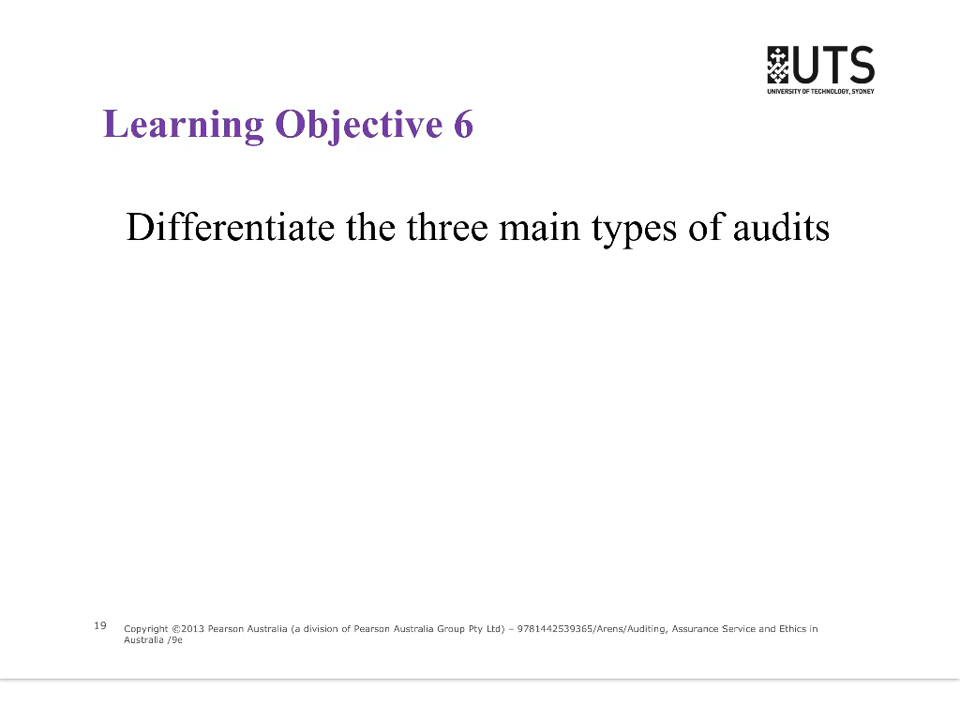 UTS
UNIVERSITY OF TECHNOLOGY, SYDNEY
Learning Objective 6
Differentiate the three main types of audits
19
Copyright ©2013 Pearson Australia (a division of Pearson Australia Group Pty Ltd) – 9781442539365/Arens/Auditing, Assurance Service and Ethics in
Australia /9e